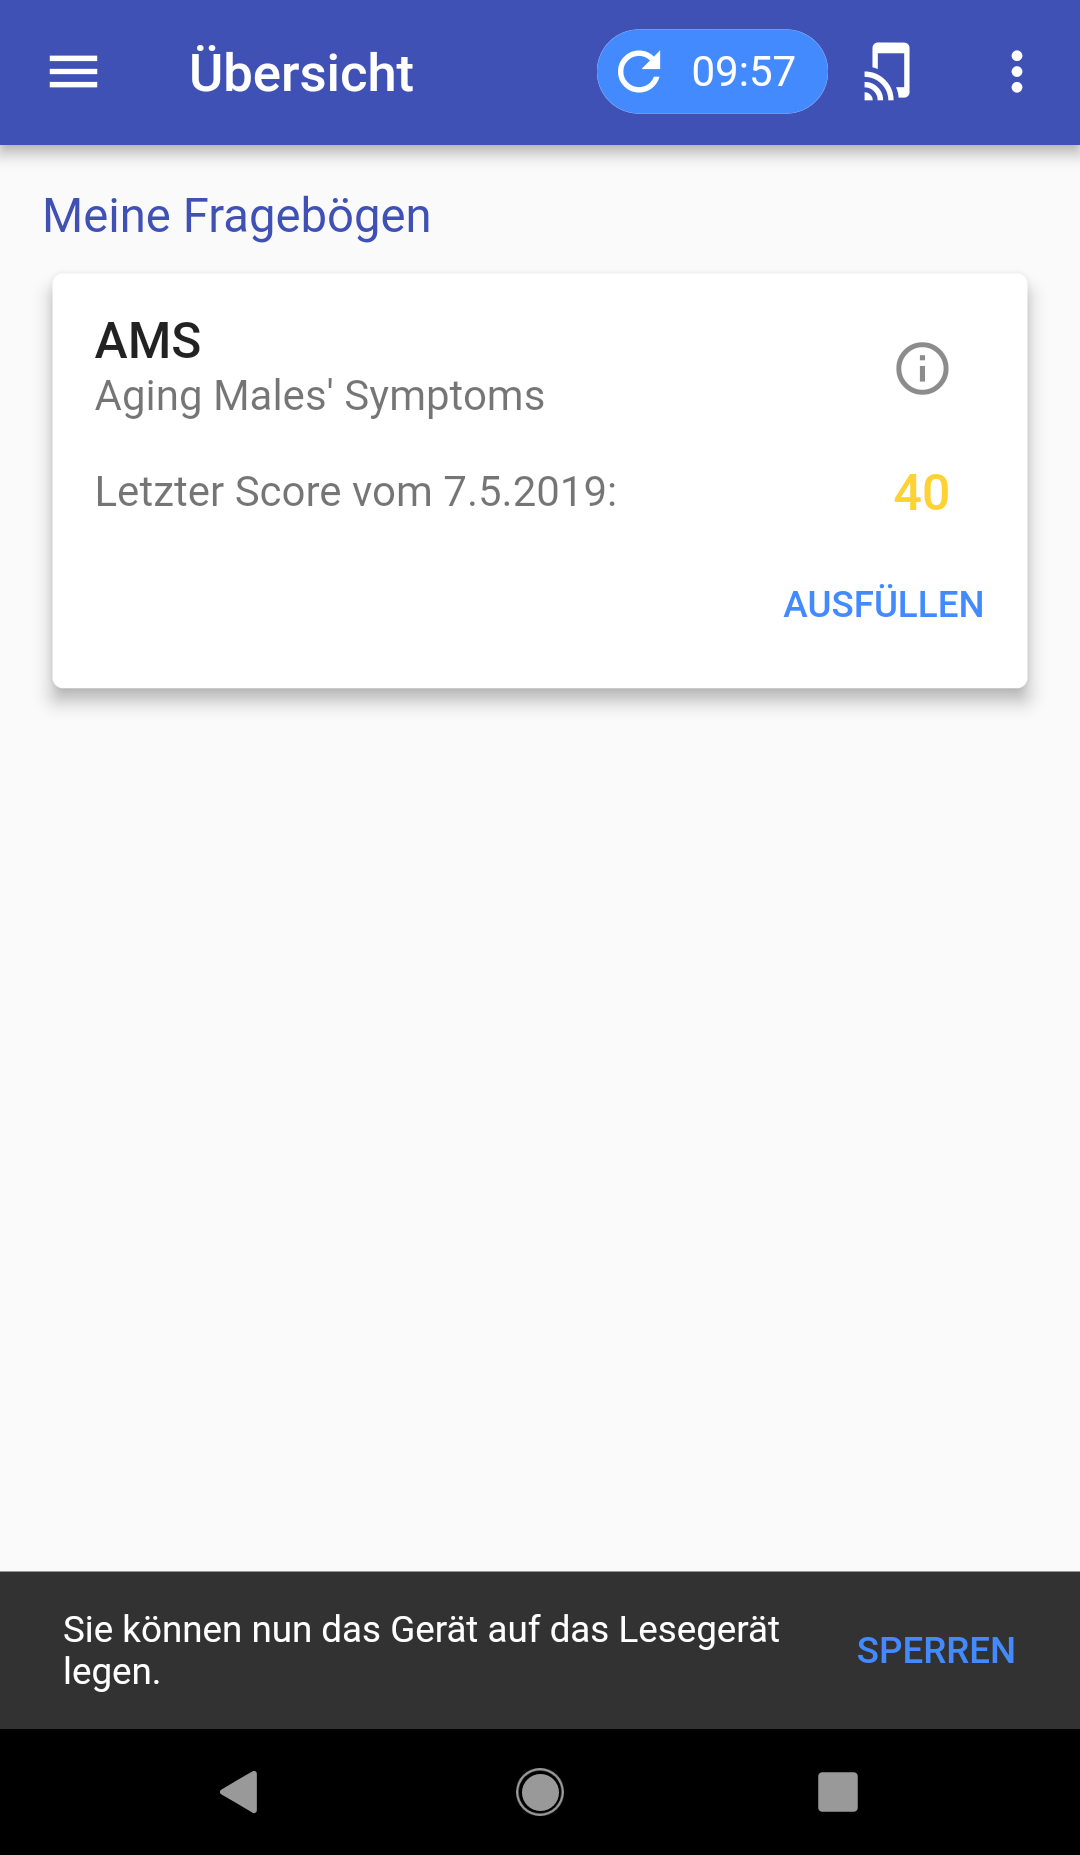 Übersicht
09:57
Meine Fragebögen
AMS
Aging Males' Symptoms
Letzter Score vom 7.5.2019:
40
AUSFÜLLEN
Sie können nun das Gerät auf das Lesegerät
legen.
SPERREN